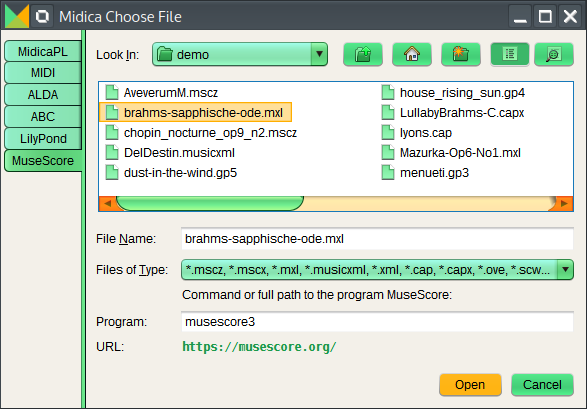 Midica Choose File
MidicaPL
MIDI
ALDA
ABC
LilyPond
MuseScore
Look In: demo
AveverumM.mscz
brahms-sapphische-ode.mxl
chopin_nocturne_op9_n2.mscz
DelDestin.musicxml
dust-in-the-wind.gp5
house_rising_sun.gp4
LullabyBrahms-C.capx
lyons.cap
Mazurka-Op6-No1.mxl
menueti.gp3
File Name: brahms-sapphische-ode.mxl
Files of Type: *.mscz, *.mscx, *.mxl, *.musicxml, *.xml, *.cap, *.capx, *.ove, *.scw...
Command or full path to the program MuseScore:
Program: musescore3
URL: https://musescore.org/
Open Cancel